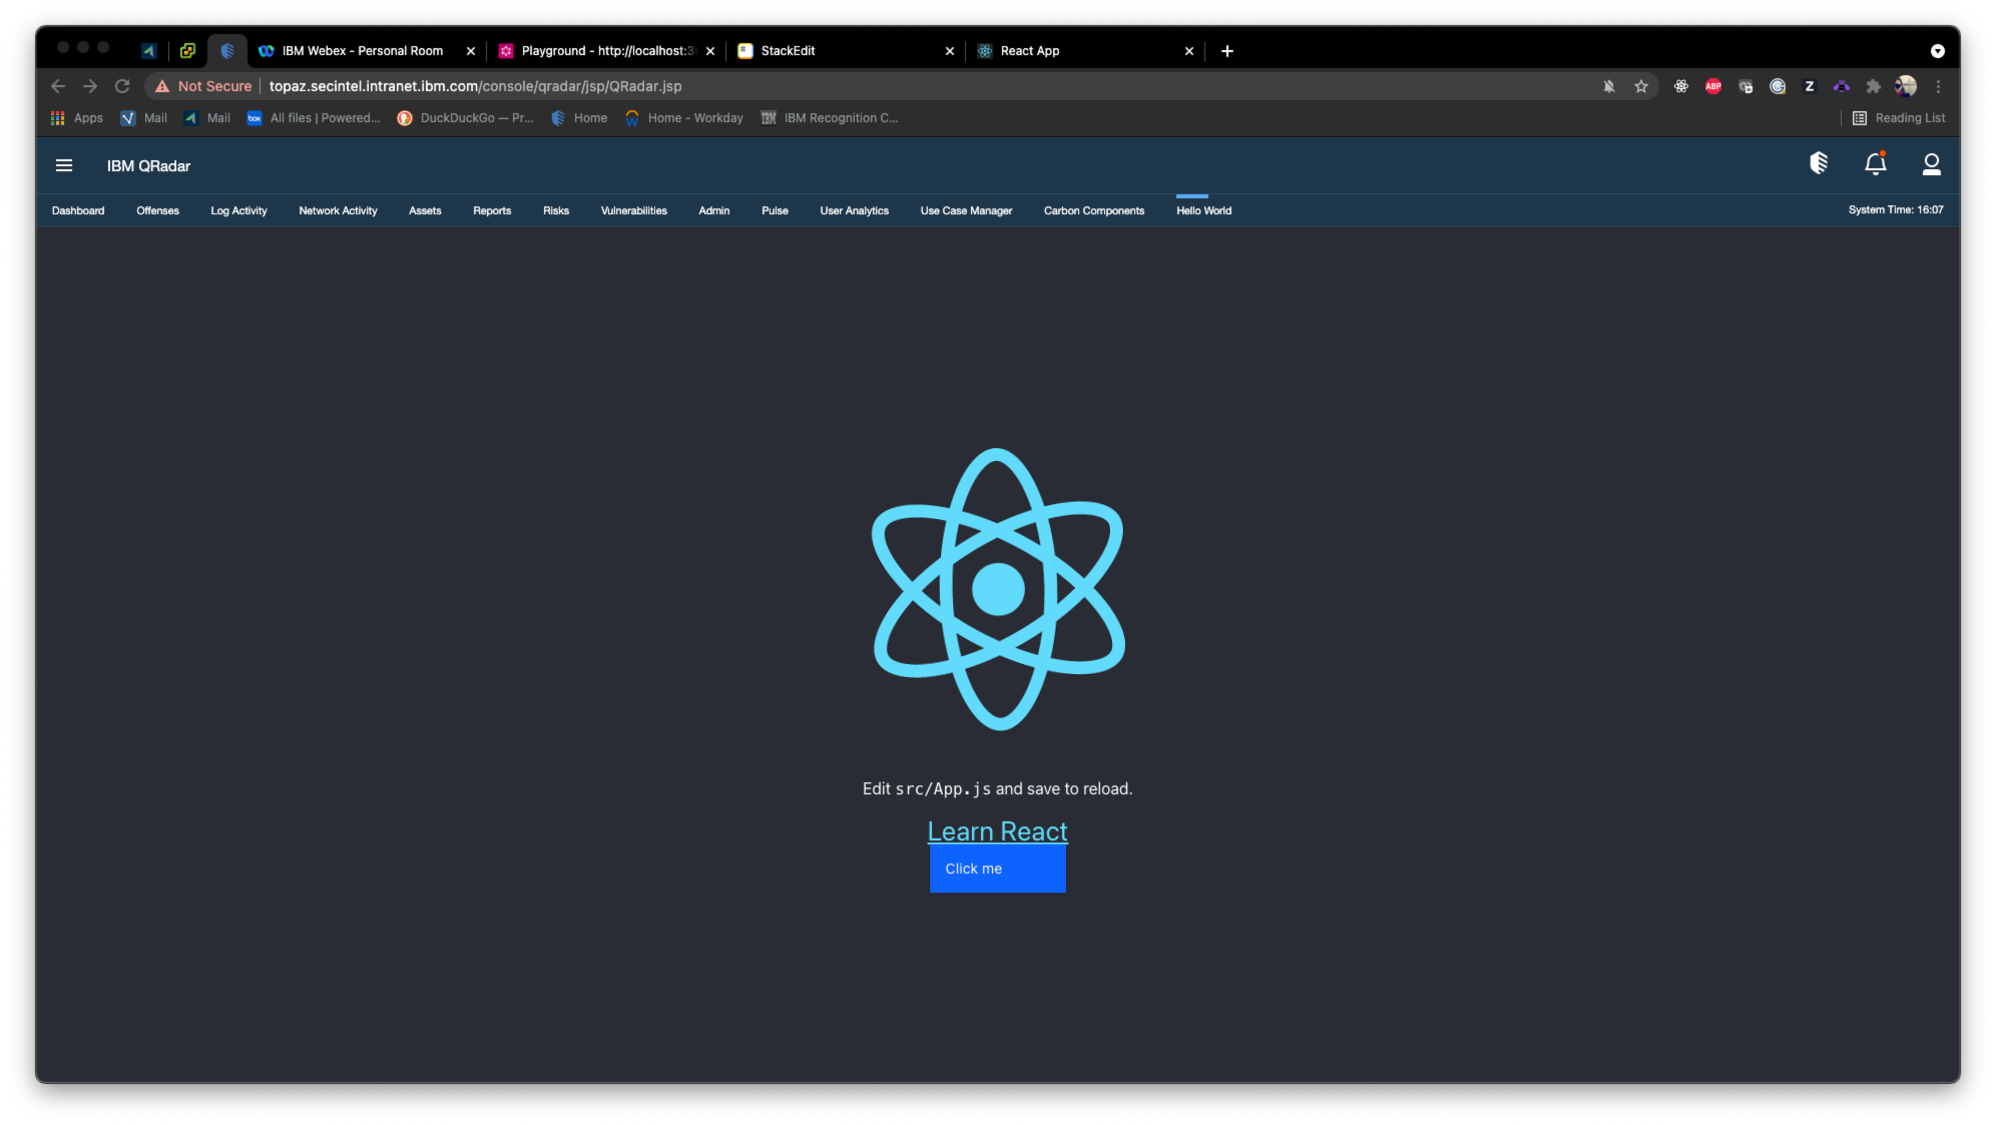 IBM Webex - Personal Room
Playground - http://localhost:3
StackEdit
React App
Not Secure
topaz.secintel.intranet.ibm.com/console/qradar/jsp/QRadar.jsp
ABP
Z
Apps
Mail
Mail
box
All files | Powered...
DuckDuckGo — Pr...
Home
Home - Workday
IBM
IBM Recognition C...
Reading List
IBM QRadar
Dashboard
Offenses
Log Activity
Network Activity
Assets
Reports
Risks
Vulnerabilities
Admin
Pulse
User Analytics
Use Case Manager
Carbon Components
Hello World
System Time: 16:07
Edit src/App.js and save to reload.
Learn React
Click me